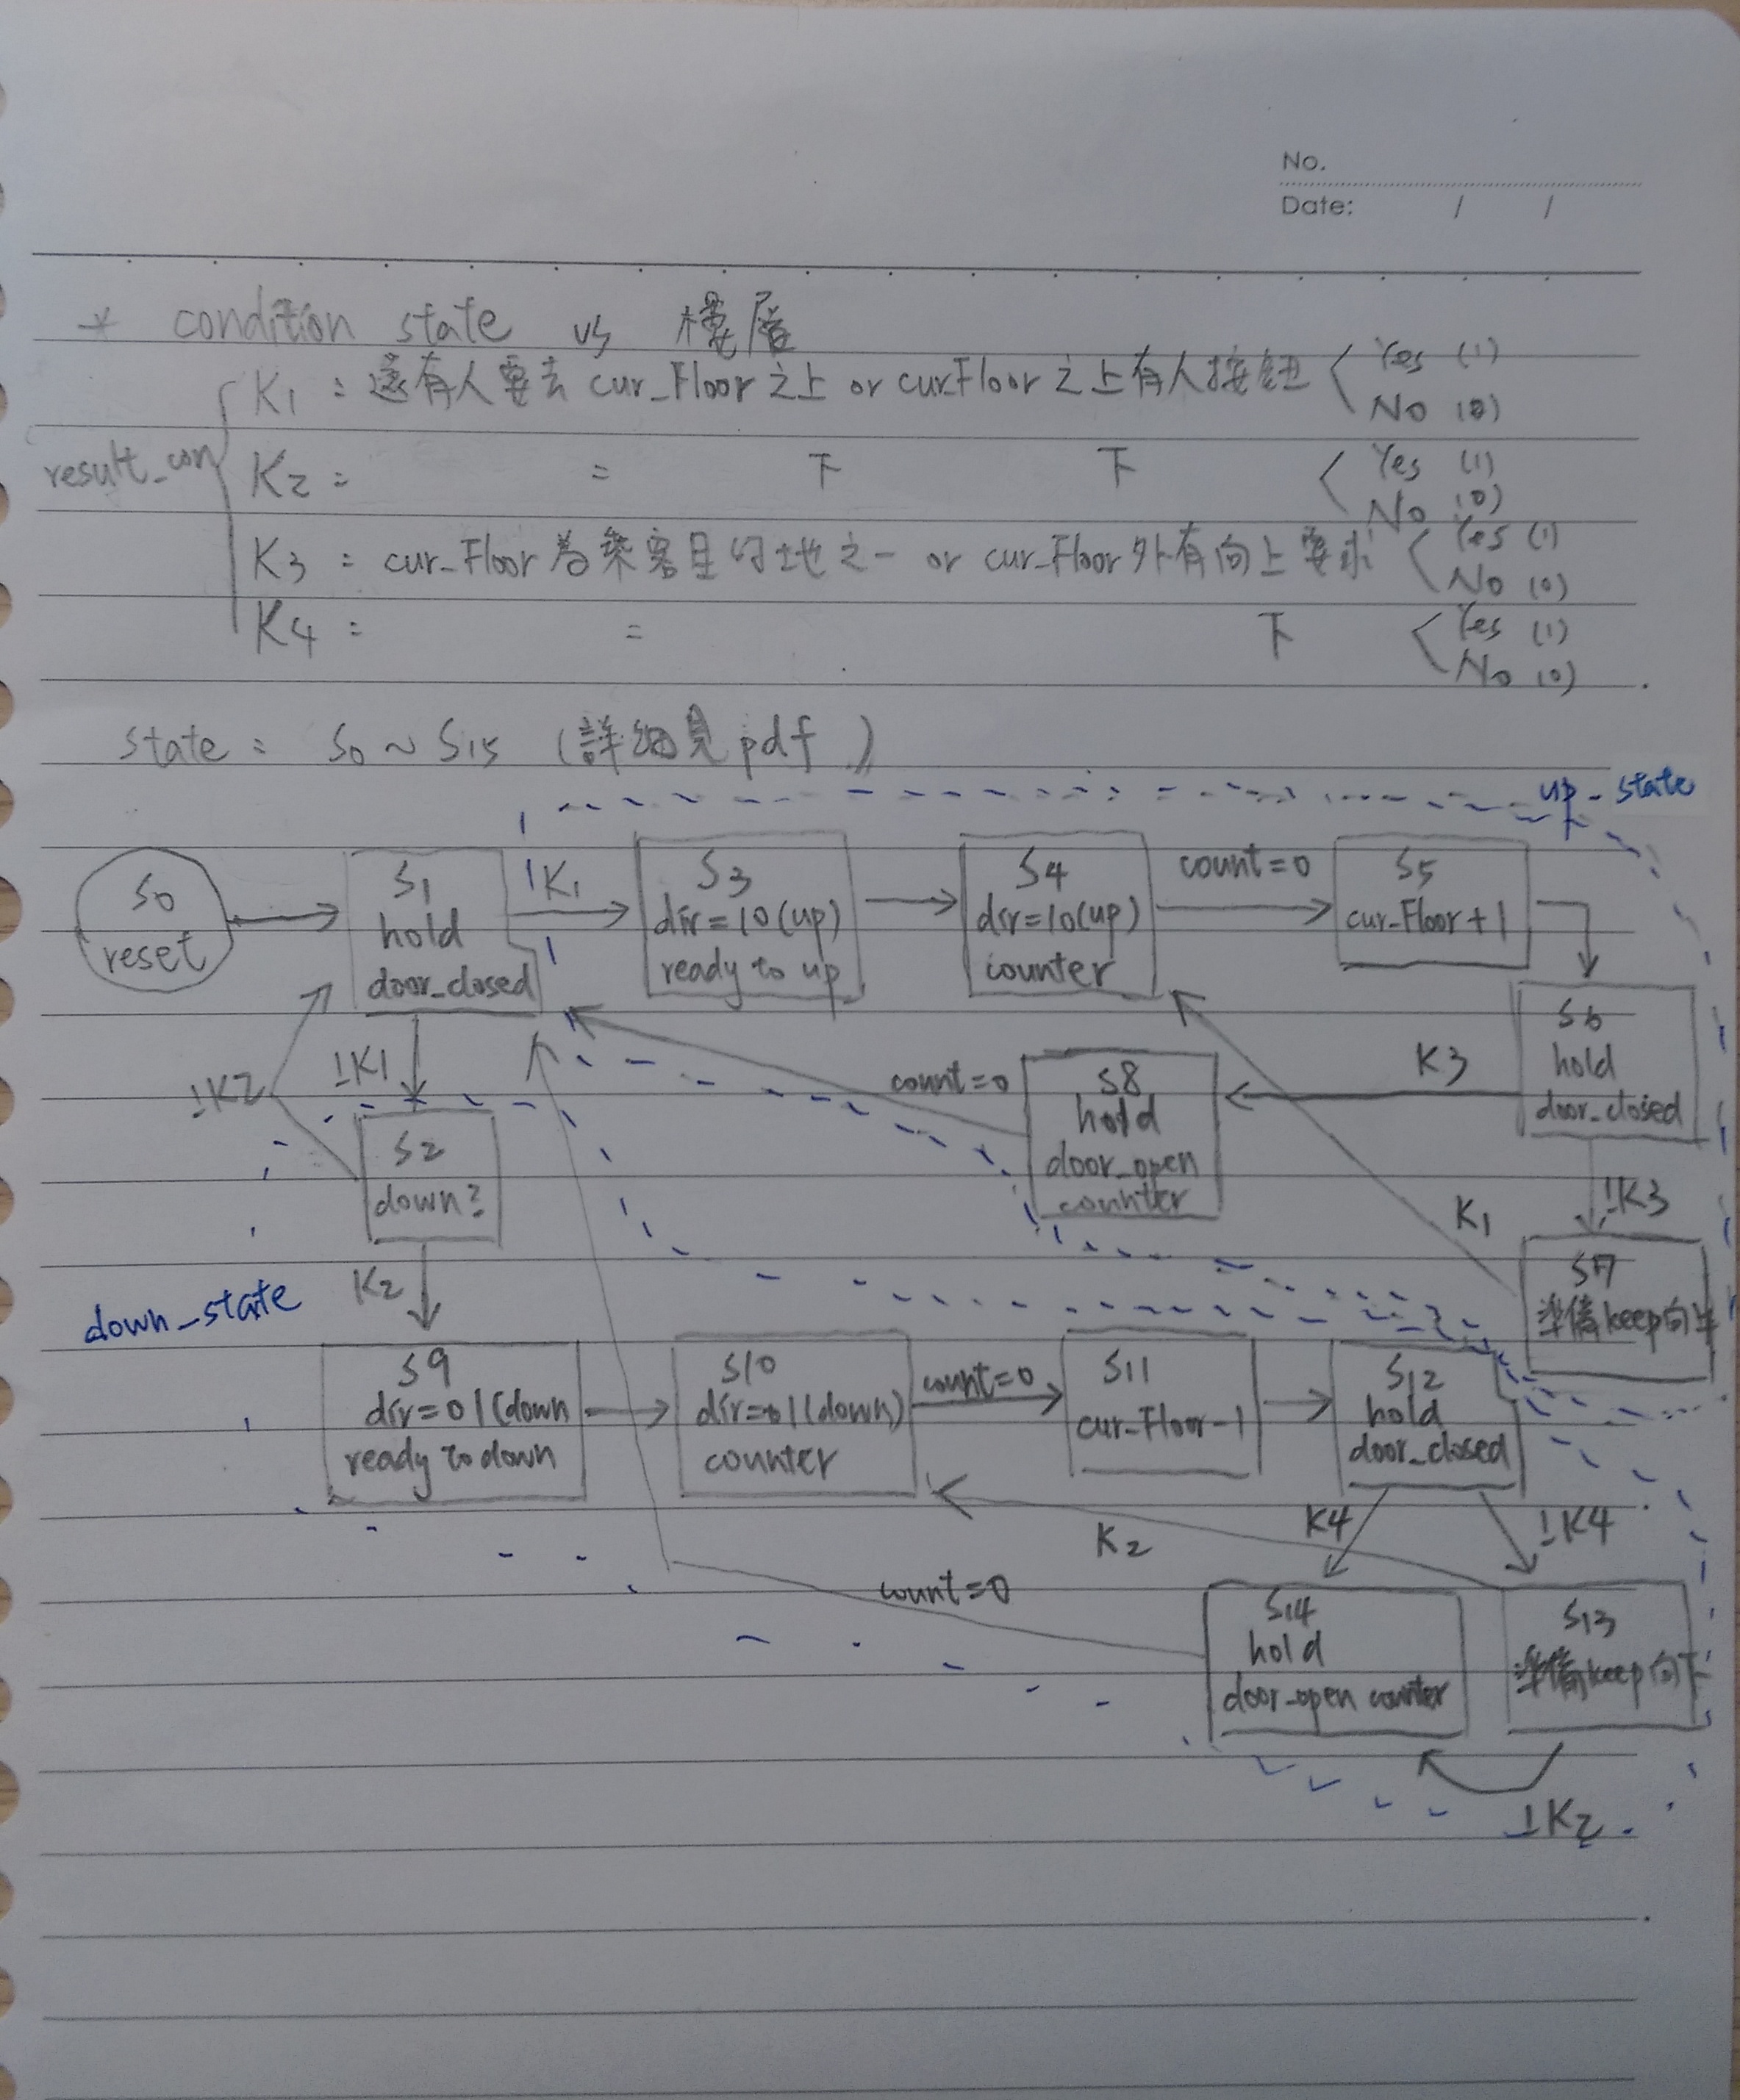 No.
Date: / /
* condition state vs 樓層
result_con
K1 : 還有人要去 cur_Floor 之上 or cur_Floor 之上有人按鈕 < Yes (1)
No (0)
K2 : = 下 下 < Yes (1)
No (0)
K3 : cur_Floor 為乘客目的地之一 or cur_Floor 外有向上要求 < Yes (1)
No (0)
K4 : = 下 < Yes (1)
No (0)
state : S0 ~ S15 (詳細見pdf)
up_state
S0
reset
S1
hold
door_closed
K1
S3
dir=10(up)
ready to up
S4
dir=10(up)
counter
count=0
S5
cur_Floor+1
S6
hold
door_closed
K3
!K3
S8
hold
door_open
counter
count=0
K1
S7
準備keep向上
!K1
!K2
S2
down?
K2
down_state
S9
dir=01(down
ready to down
S10
dir=01(down)
counter
count=0
S11
cur_Floor-1
S12
hold
door_closed
K4
!K4
K2
count=0
S14
hold
door_open counter
S13
準備keep向下
!K2